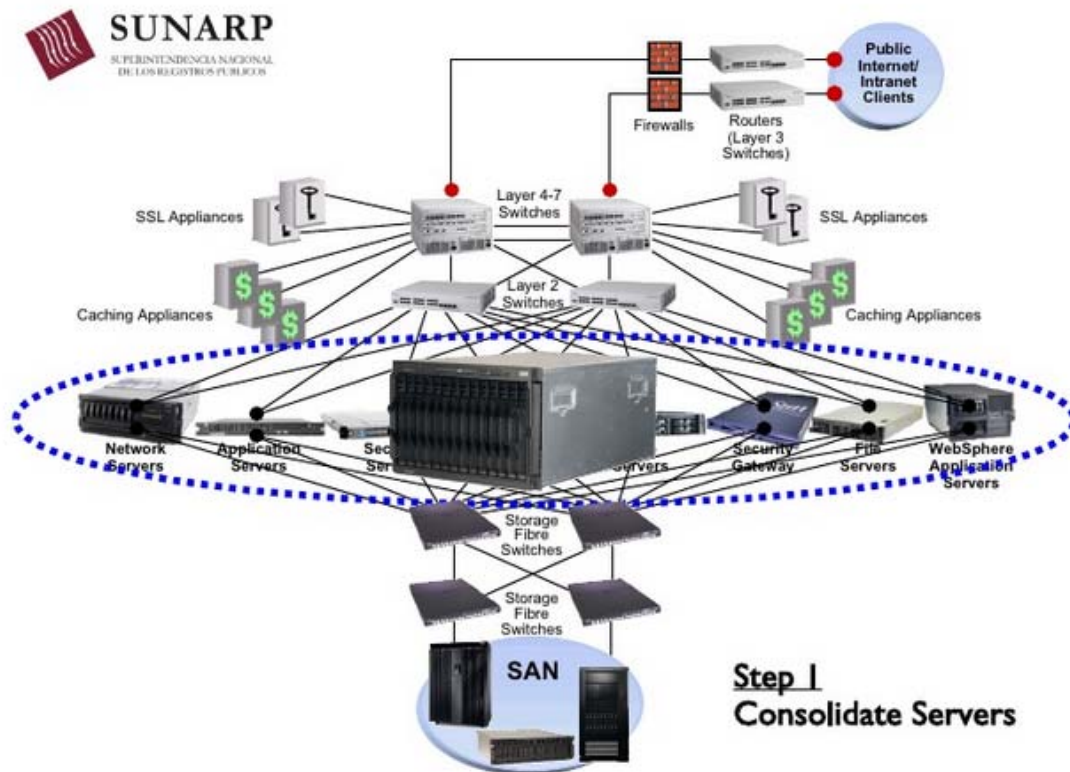 SUNARP
SUPERINTENDENCIA NACIONAL
DE LOS REGISTROS PUBLICOS
Public
Internet/
Intranet
Clients
Firewalls
Routers
(Layer 3
Switches)
SSL Appliances
Layer 4-7
Switches
SSL Appliances
Caching Appliances
Layer 2
Switches
Caching Appliances
Network
Servers
Application
Servers
Servers
Security
Gateway
File
Servers
WebSphere
Application
Servers
Storage
Fibre
Switches
Storage
Fibre
Switches
SAN
Step 1
Consolidate Servers